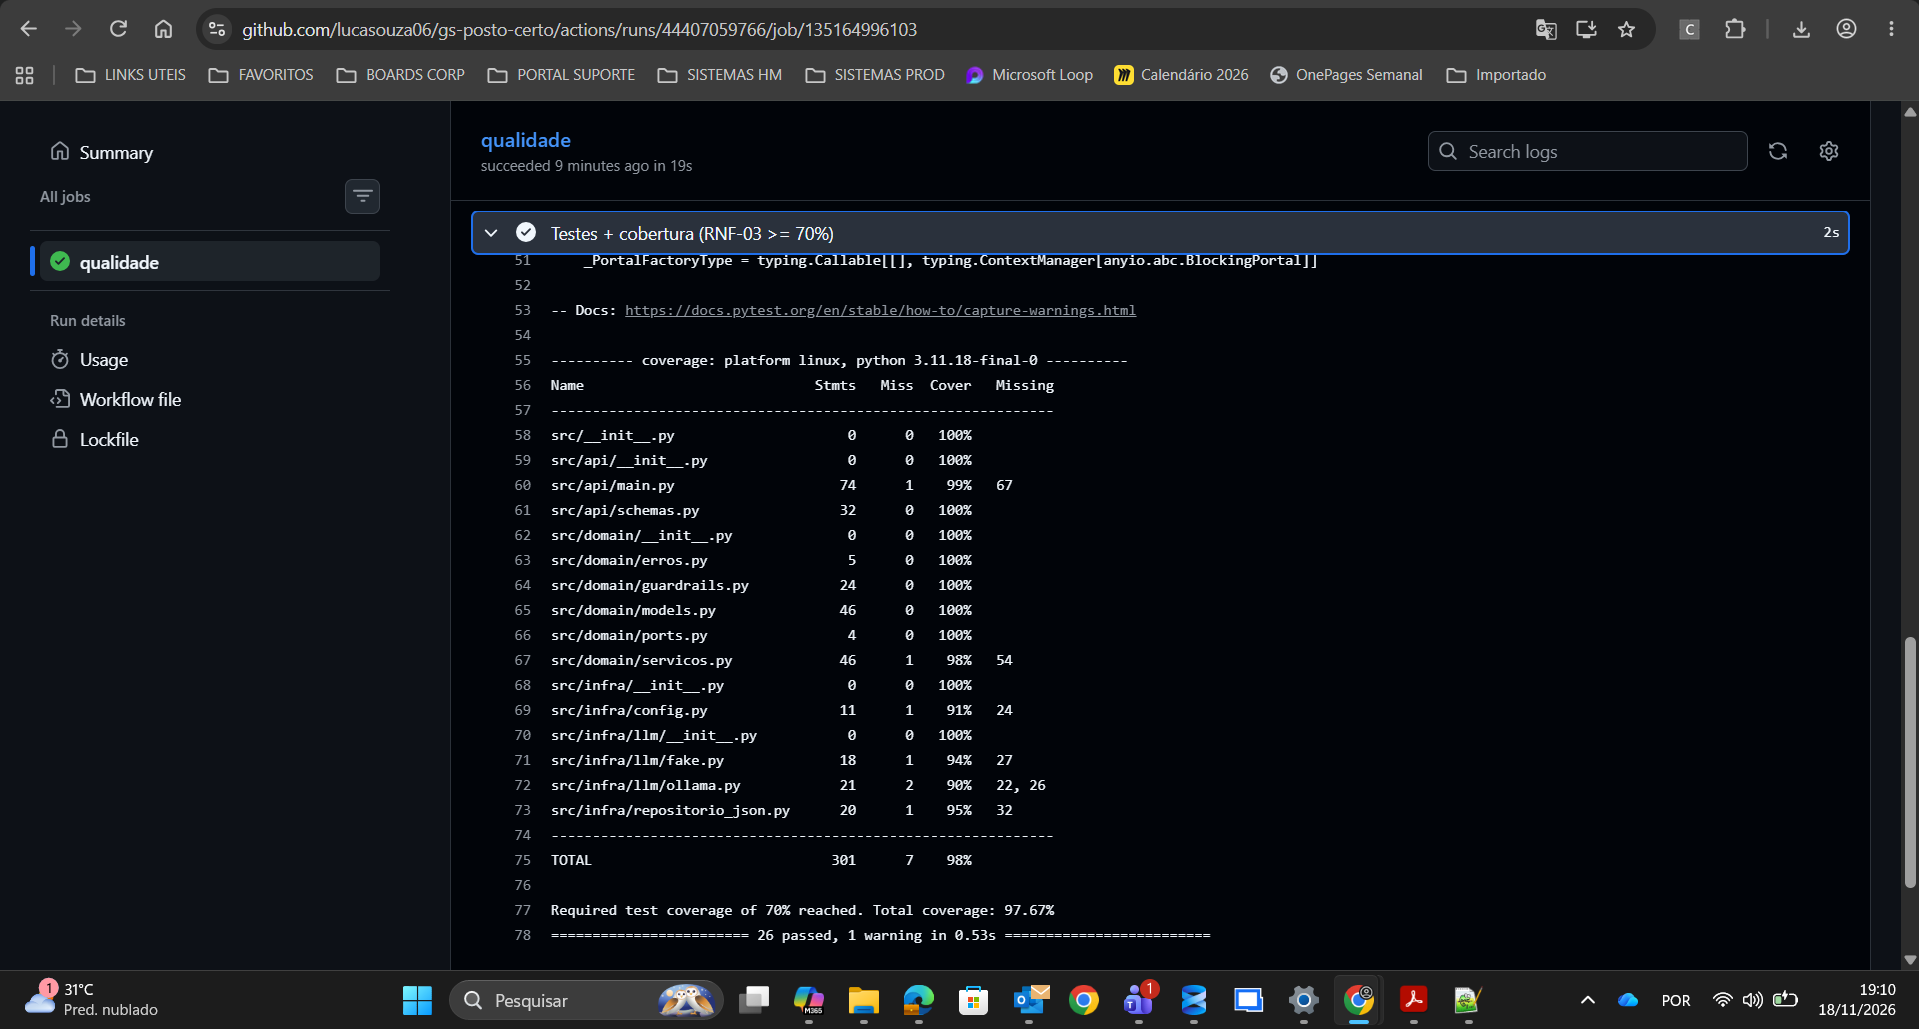 github.com/lucasouza06/gs-posto-certo/actions/runs/44407059766/job/135164996103
C
LINKS UTEIS
FAVORITOS
BOARDS CORP
PORTAL SUPORTE
SISTEMAS HM
SISTEMAS PROD
Microsoft Loop
Calendário 2026
OnePages Semanal
Importado
Summary
All jobs
qualidade
Run details
Usage
Workflow file
Lockfile
qualidade
succeeded 9 minutes ago in 19s
Search logs
Testes + cobertura (RNF-03 >= 70%)
2s
51 _PortalFactoryType = typing.Callable[[], typing.ContextManager[anyio.abc.BlockingPortal]]
52
53 -- Docs: https://docs.pytest.org/en/stable/how-to/capture-warnings.html
54
55 ---------- coverage: platform linux, python 3.11.18-final-0 ----------
56 Name Stmts Miss Cover Missing
57 -------------------------------------------------------------
58 src/__init__.py 0 0 100%
59 src/api/__init__.py 0 0 100%
60 src/api/main.py 74 1 99% 67
61 src/api/schemas.py 32 0 100%
62 src/domain/__init__.py 0 0 100%
63 src/domain/erros.py 5 0 100%
64 src/domain/guardrails.py 24 0 100%
65 src/domain/models.py 46 0 100%
66 src/domain/ports.py 4 0 100%
67 src/domain/servicos.py 46 1 98% 54
68 src/infra/__init__.py 0 0 100%
69 src/infra/config.py 11 1 91% 24
70 src/infra/llm/__init__.py 0 0 100%
71 src/infra/llm/fake.py 18 1 94% 27
72 src/infra/llm/ollama.py 21 2 90% 22, 26
73 src/infra/repositorio_json.py 20 1 95% 32
74 -------------------------------------------------------------
75 TOTAL 301 7 98%
76
77 Required test coverage of 70% reached. Total coverage: 97.67%
78 ======================== 26 passed, 1 warning in 0.53s =========================
1
31°C
Pred. nublado
Pesquisar
M365
1
POR
19:10
18/11/2026